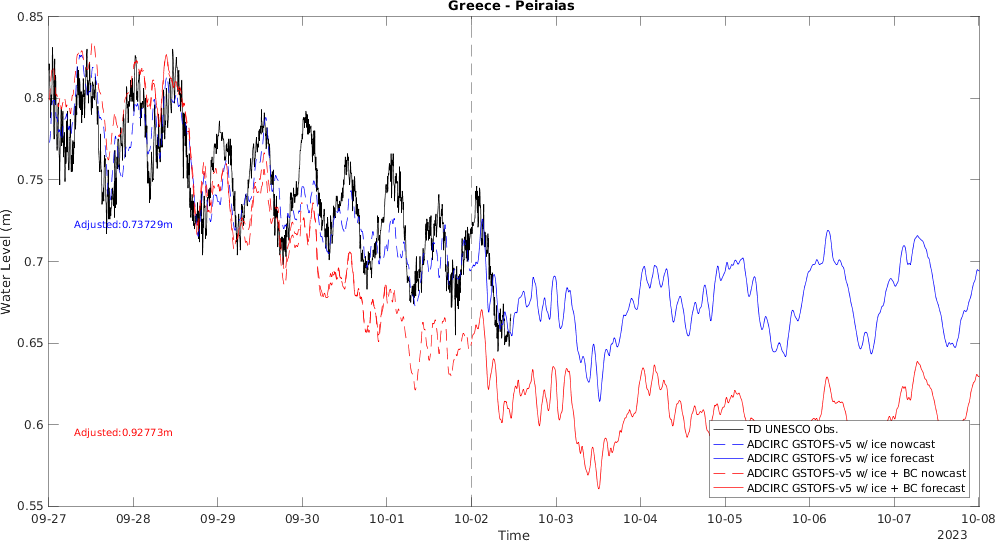 Greece - Peiraias
0.85
0.8
0.75
0.7
0.65
0.6
0.55
Water Level (m)
Adjusted:0.73729m
Adjusted:0.92773m
TD UNESCO Obs.
ADCIRC GSTOFS-v5 w/ ice nowcast
ADCIRC GSTOFS-v5 w/ ice forecast
ADCIRC GSTOFS-v5 w/ ice + BC nowcast
ADCIRC GSTOFS-v5 w/ ice + BC forecast
09-27 09-28 09-29 09-30 10-01 10-02 10-03 10-04 10-05 10-06 10-07 10-08
Time
2023